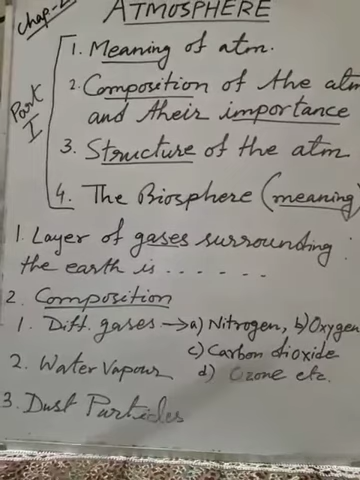 Chap-2
ATMOSPHERE
Part I
1. Meaning of atm.
2. Composition of the atm
and their importance
3. Structure of the atm
4. The Biosphere (meaning)
1. Layer of gases surrounding
the earth is . . . . . .
2. Composition
1. Diff. gases → a) Nitrogen, b) Oxygen
c) Carbon dioxide
2. Water Vapour d) Ozone etc.
3. Dust Particles